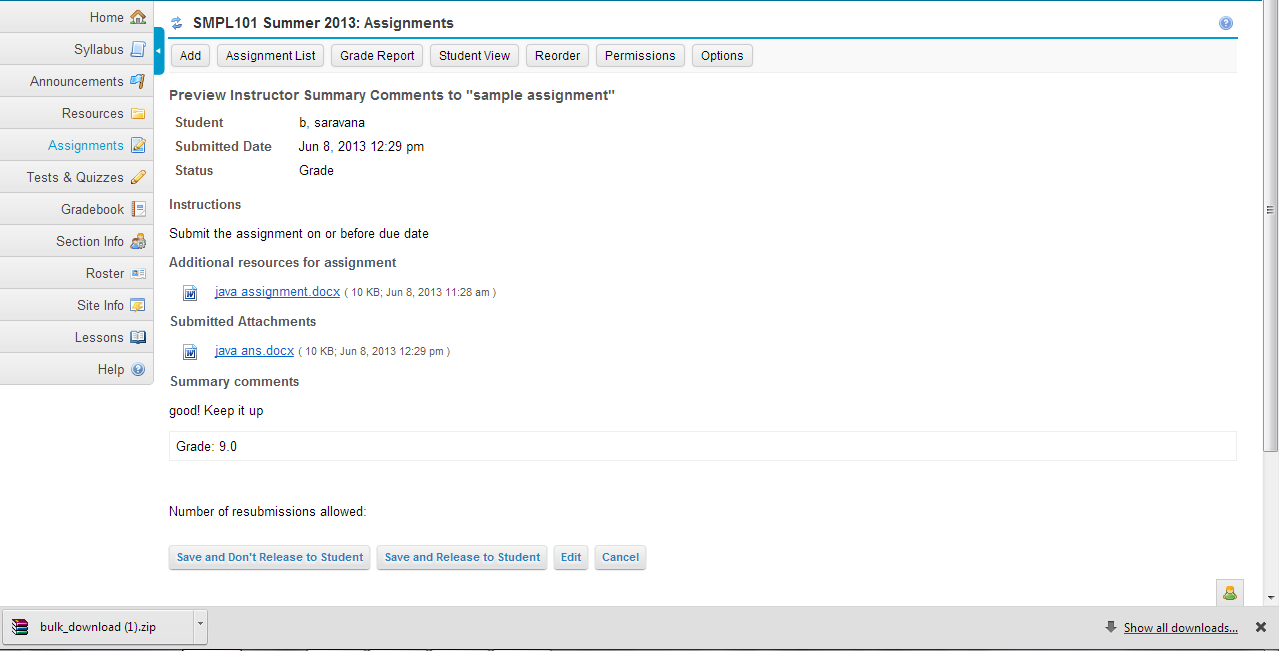 Home
Syllabus
Announcements
Resources
Assignments
Tests & Quizzes
Gradebook
Section Info
Roster
Site Info
Lessons
Help
SMPL101 Summer 2013: Assignments
Add Assignment List Grade Report Student View Reorder Permissions Options
Preview Instructor Summary Comments to "sample assignment"
Student b, saravana
Submitted Date Jun 8, 2013 12:29 pm
Status Grade
Instructions
Submit the assignment on or before due date
Additional resources for assignment
java assignment.docx ( 10 KB; Jun 8, 2013 11:28 am )
Submitted Attachments
java ans.docx ( 10 KB; Jun 8, 2013 12:29 pm )
Summary comments
good! Keep it up
Grade: 9.0
Number of resubmissions allowed:
Save and Don't Release to Student Save and Release to Student Edit Cancel
bulk_download (1).zip Show all downloads...